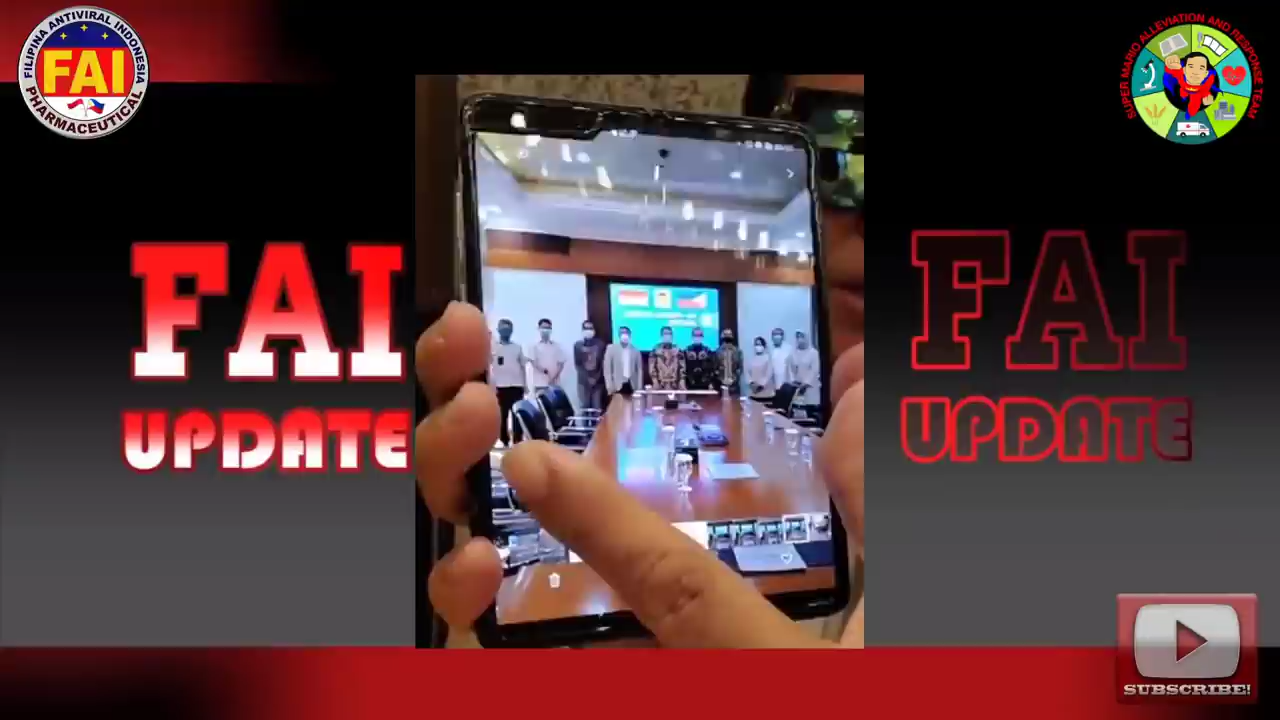 FILIPINA ANTIVIRAL INDONESIA
FAI
PHARMACEUTICAL
SUPER MARIO ALLEVIATION AND RESPONSE TEAM
FAI
UPDATE
FAI
UPDATE
SUBSCRIBE!